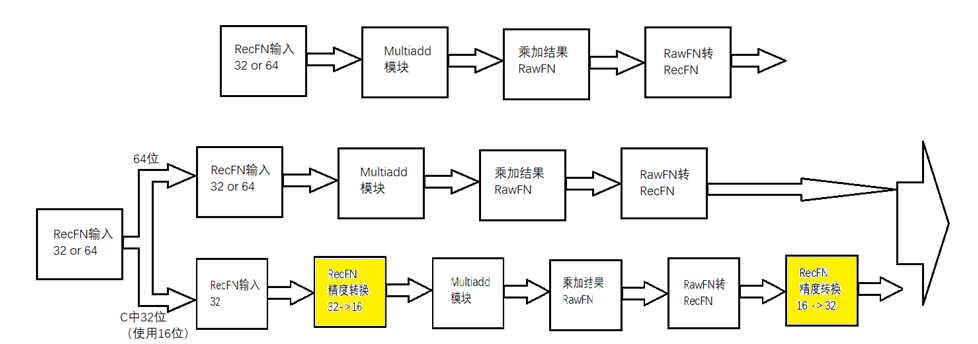 RecFN输入
32 or 64
Multiadd
模块
乘加结果
RawFN
RawFN转
RecFN
64位
RecFN输入
32 or 64
Multiadd
模块
乘加结果
RawFN
RawFN转
RecFN
RecFN输入
32 or 64
C中32位
（使用16位）
RecFN输入
32
RecFN
精度转换
32->16
Multiadd
模块
乘加结果
RawFN
RawFN转
RecFN
RecFN
精度转换
16 -> 32